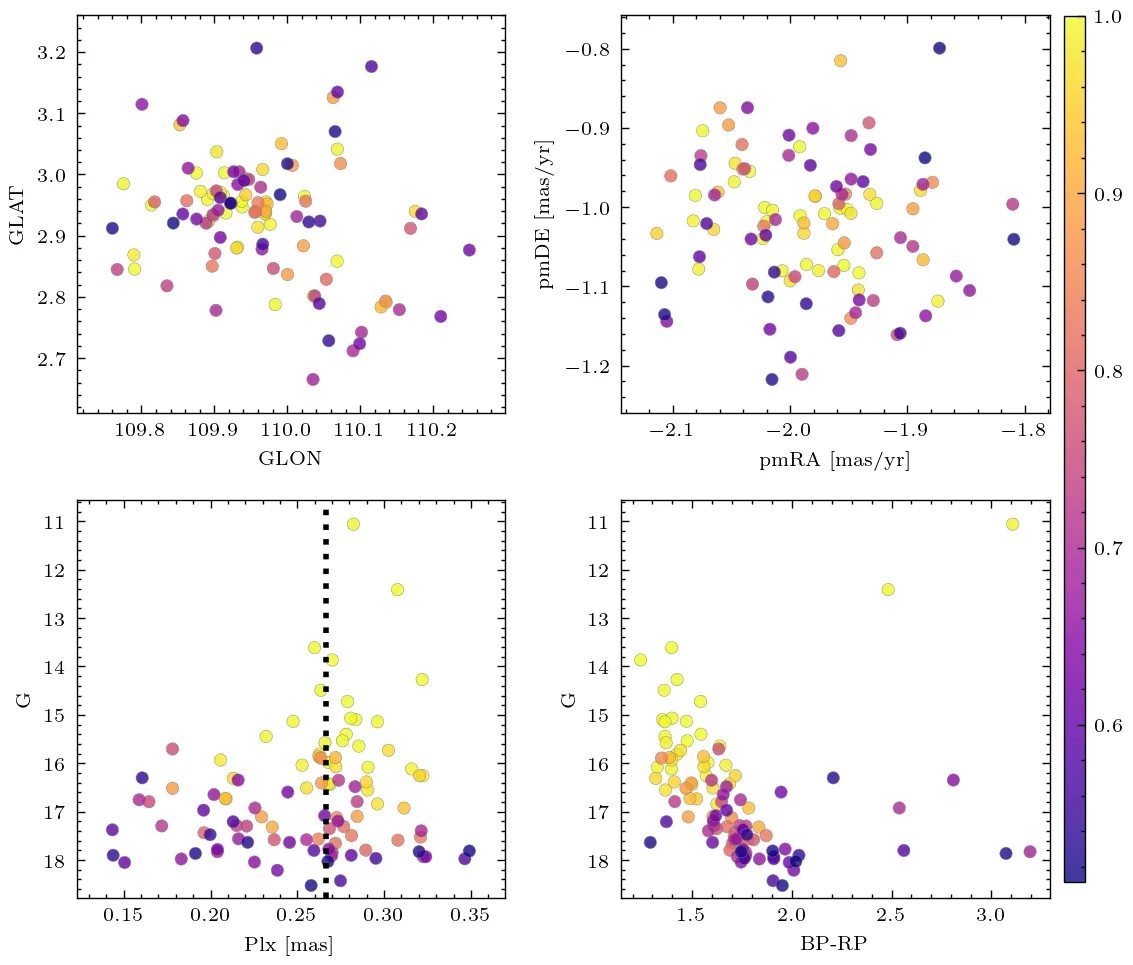 3.2
3.1
3.0
2.9
2.8
2.7
GLAT
109.8 109.9 110.0 110.1 110.2
GLON
−0.8
−0.9
−1.0
−1.1
−1.2
pmDE [mas/yr]
−2.1 −2.0 −1.9 −1.8
pmRA [mas/yr]
1.0
0.9
0.8
0.7
0.6
11
12
13
14
15
16
17
18
G
0.15 0.20 0.25 0.30 0.35
Plx [mas]
11
12
13
14
15
16
17
18
G
1.5 2.0 2.5 3.0
BP-RP